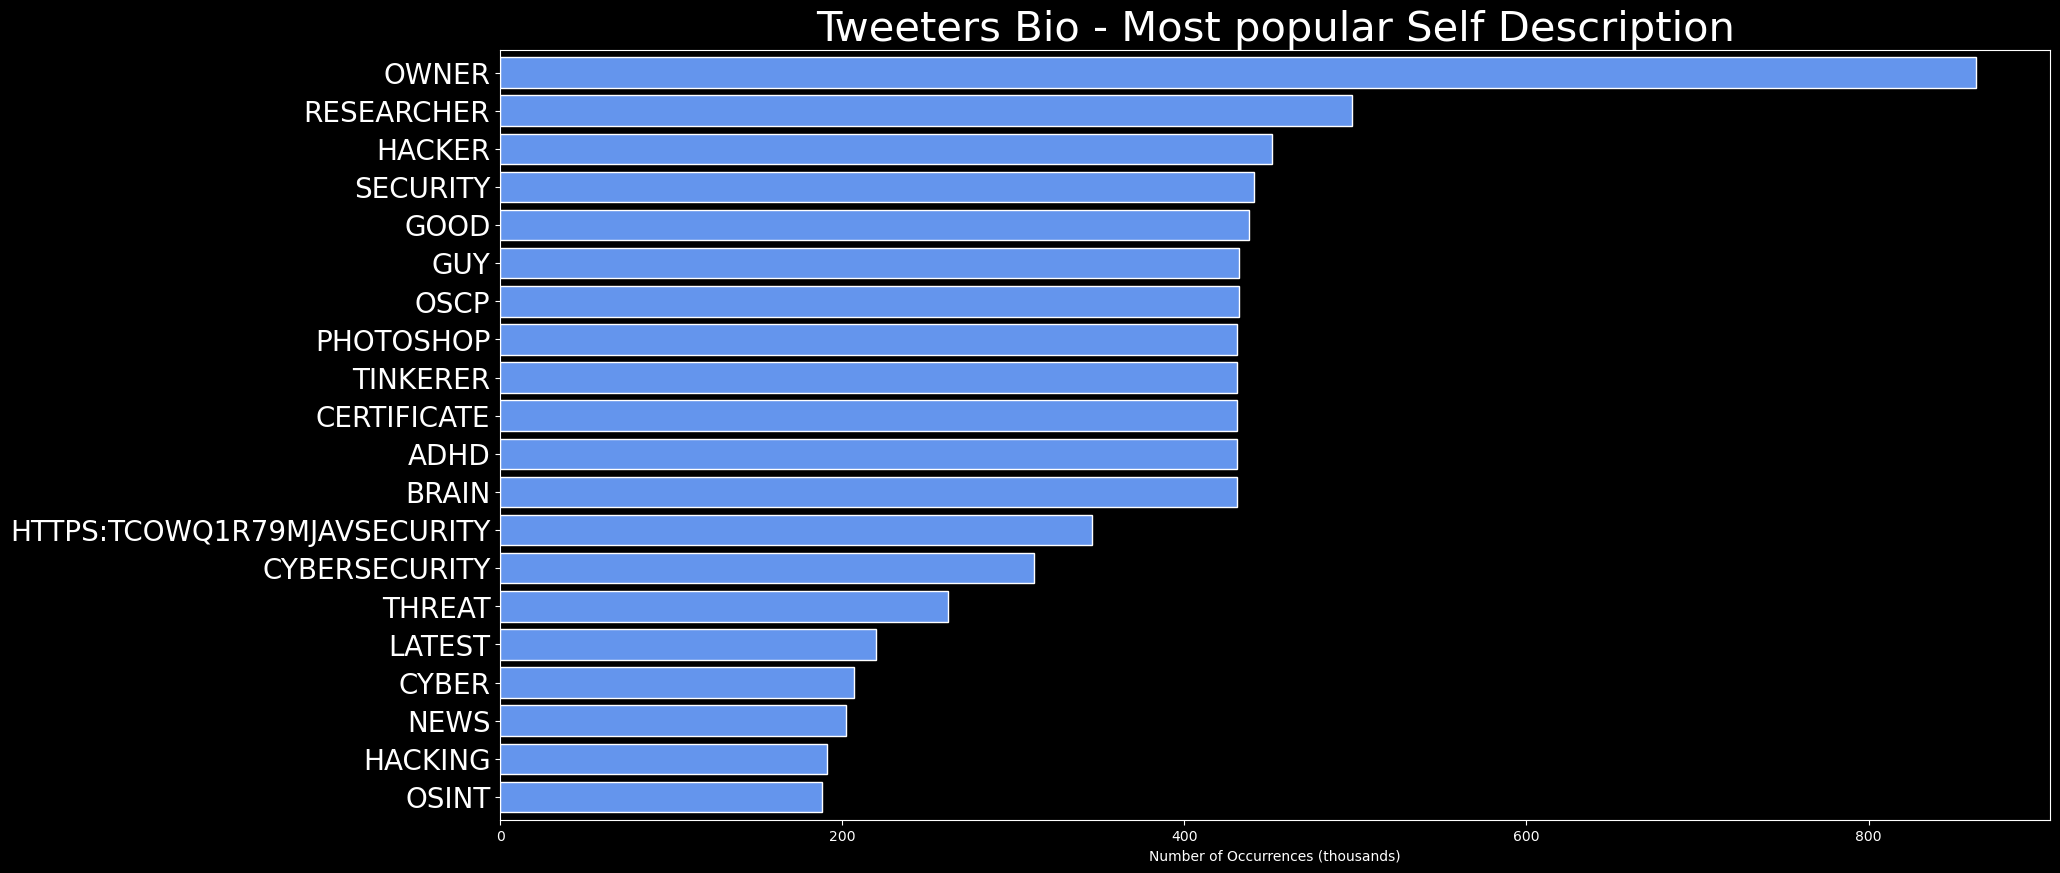 Tweeters Bio - Most popular Self Description
OWNER
RESEARCHER
HACKER
SECURITY
GOOD
GUY
OSCP
PHOTOSHOP
TINKERER
CERTIFICATE
ADHD
BRAIN
HTTPS:TCOWQ1R79MJAVSECURITY
CYBERSECURITY
THREAT
LATEST
CYBER
NEWS
HACKING
OSINT
0 200 400 600 800
Number of Occurrences (thousands)